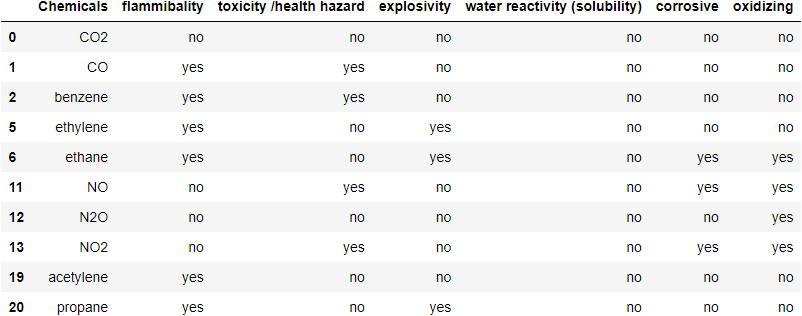 Chemicals flammibality toxicity /health hazard explosivity water reactivity (solubility) corrosive oxidizing
0 CO2 no no no no no no
1 CO yes yes no no no no
2 benzene yes yes no no no no
5 ethylene yes no yes no no no
6 ethane yes no yes no yes yes
11 NO no yes no no yes yes
12 N2O no no no no no yes
13 NO2 no yes no no yes yes
19 acetylene yes no no no no no
20 propane yes no yes no no no